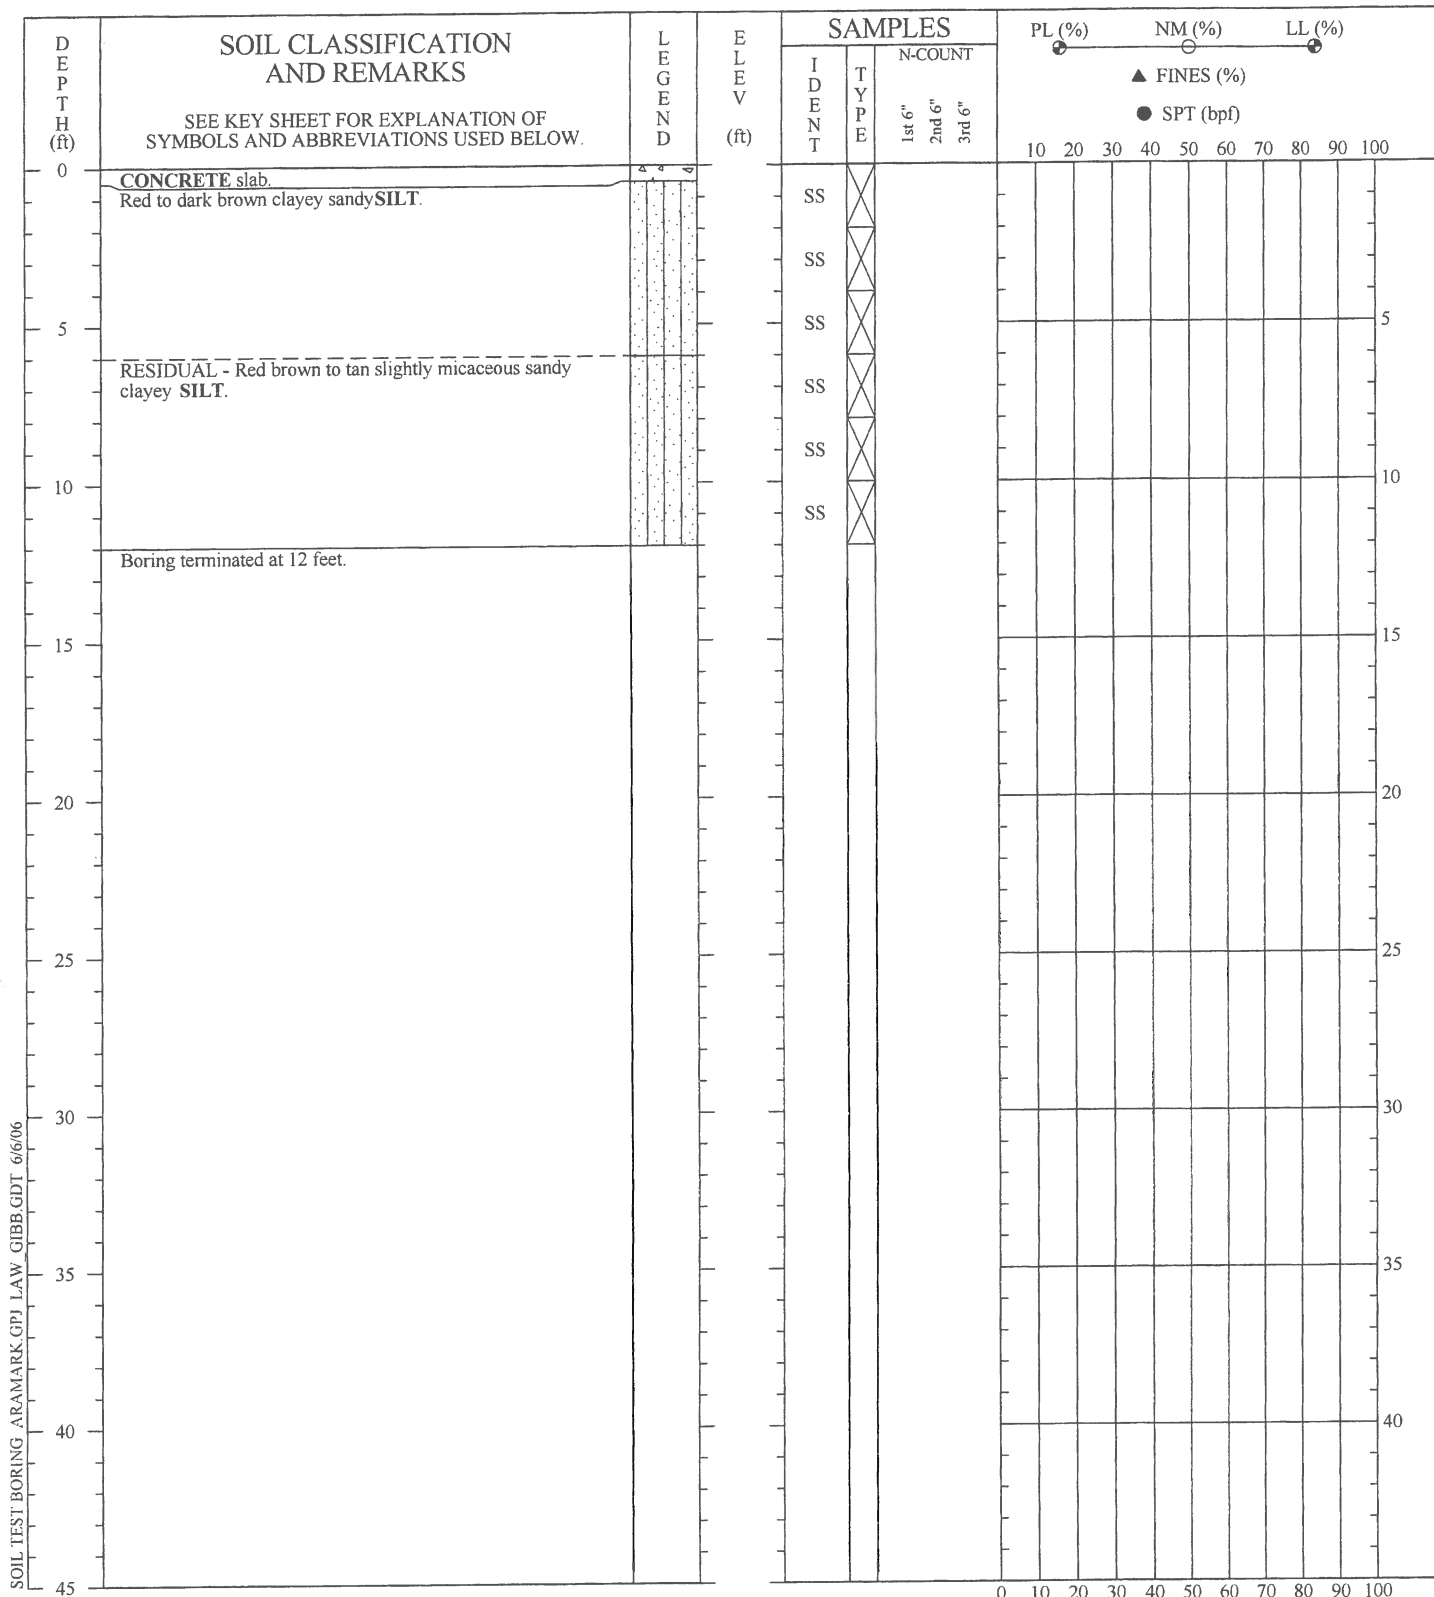 DEPTH (ft)
SOIL CLASSIFICATION
AND REMARKS
SEE KEY SHEET FOR EXPLANATION OF
SYMBOLS AND ABBREVIATIONS USED BELOW.
LEGEND
ELEV (ft)
SAMPLES
IDENT
TYPE
N-COUNT
1st 6"
2nd 6"
3rd 6"
PL (%) NM (%) LL (%)
▲ FINES (%)
● SPT (bpf)
10 20 30 40 50 60 70 80 90 100
0
CONCRETE slab.
Red to dark brown clayey sandy SILT.
SS
SS
SS
5
5
RESIDUAL - Red brown to tan slightly micaceous sandy
clayey SILT.
SS
SS
10
10
SS
Boring terminated at 12 feet.
15
15
20
20
25
25
30
30
35
35
40
40
45
0 10 20 30 40 50 60 70 80 90 100
SOIL TEST BORING ARAMARK.GPJ LAW_GIBB.GDT 6/6/06